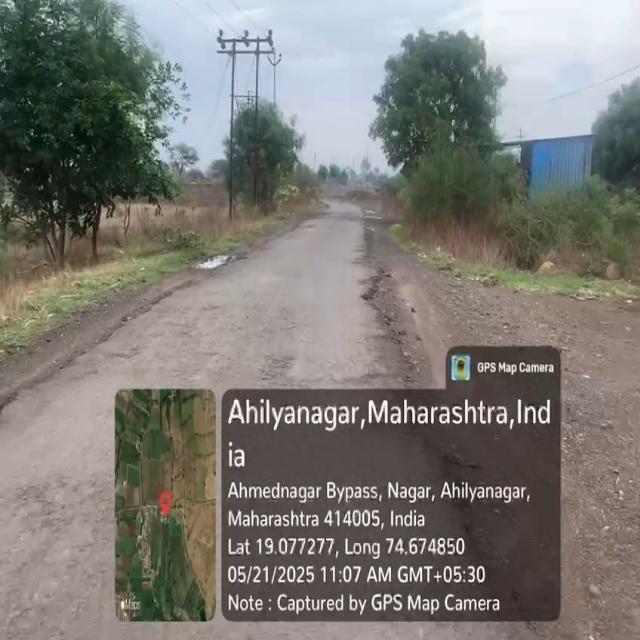 GPS Map Camera
Ahilyanagar,Maharashtra,Ind
ia
Ahmednagar Bypass, Nagar, Ahilyanagar,
Maharashtra 414005, India
Lat 19.077277, Long 74.674850
05/21/2025 11:07 AM GMT+05:30
Note : Captured by GPS Map Camera
Maps